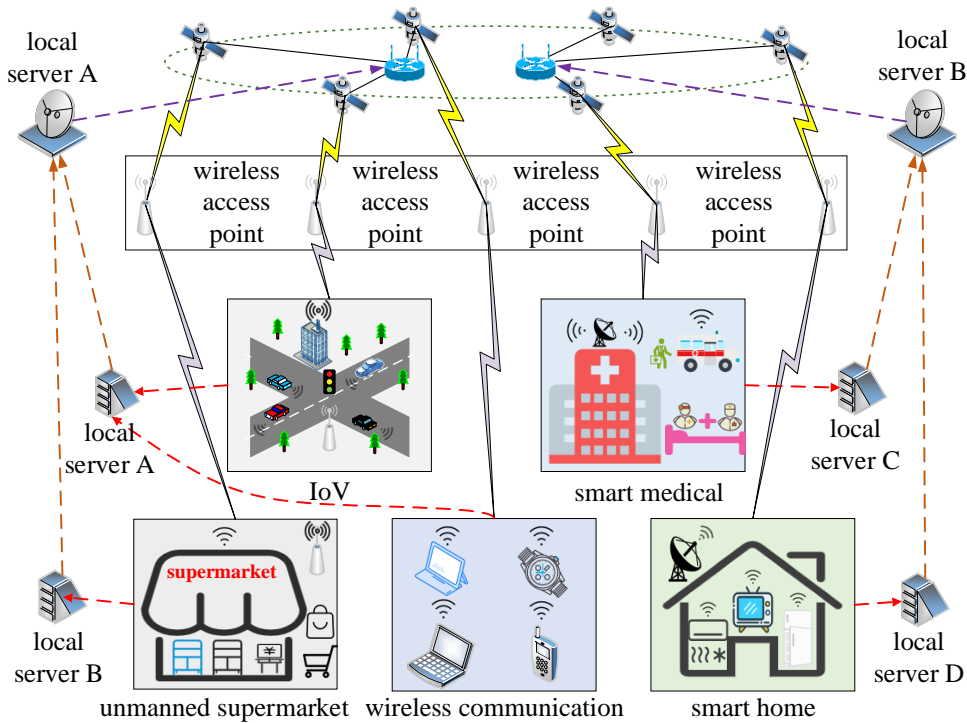 local
server A
local
server B
wireless
access
point
wireless
access
point
wireless
access
point
wireless
access
point
local
server A
IoV
smart medical
local
server C
supermarket
¥
local
server B
unmanned supermarket
wireless communication
smart home
local
server D